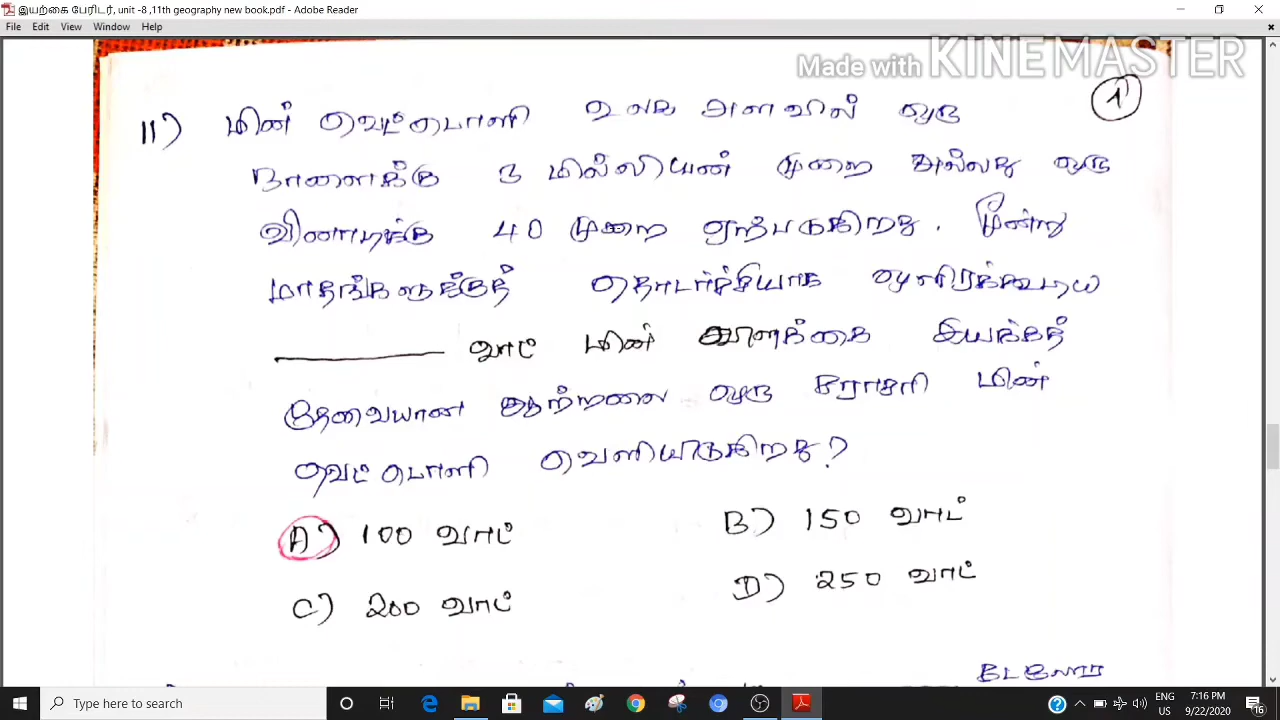 இயற்கை பேரிடர், unit -8 ,11th geography new book.pdf - Adobe Reader
File Edit View Window Help
Made with KINEMASTER
1
11) மின் வெட்டொளி உலக அளவில் ஒரு
நாளைக்கு 3 மில்லியன் முறை அல்லது ஒரு
வினாடிக்கு 40 முறை ஏற்படுகிறது. மூன்று
மாதங்களுக்குத் தொடர்ச்சியாக ஒளிரக்கூடிய
________ வாட் மின் விளக்கை இயக்கத்
தேவையான ஆற்றலை ஒரு சராசரி மின்
வெட்டொளி வெளியிடுகிறது?
A) 100 வாட் B) 150 வாட்
C) 200 வாட் D) 250 வாட்
Type here to search
ENG 7:16 PM
US 9/22/2020
16